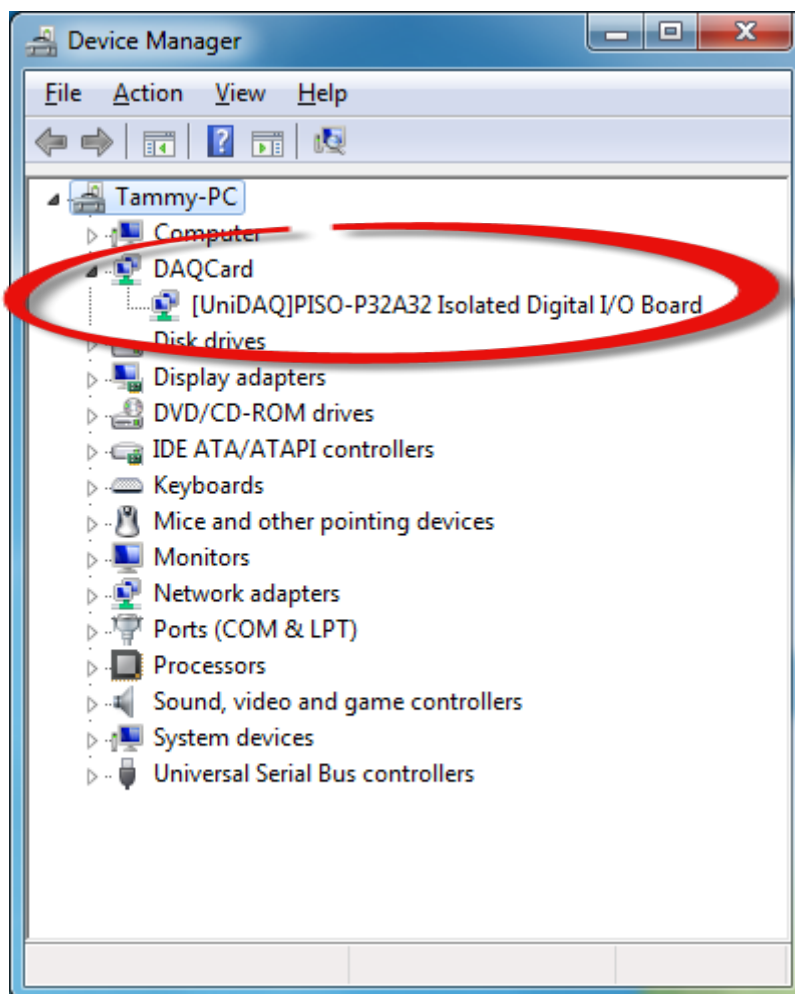 Device Manager
File Action View Help
Tammy-PC
Computer
DAQCard
[UniDAQ]PISO-P32A32 Isolated Digital I/O Board
Disk drives
Display adapters
DVD/CD-ROM drives
IDE ATA/ATAPI controllers
Keyboards
Mice and other pointing devices
Monitors
Network adapters
Ports (COM & LPT)
Processors
Sound, video and game controllers
System devices
Universal Serial Bus controllers